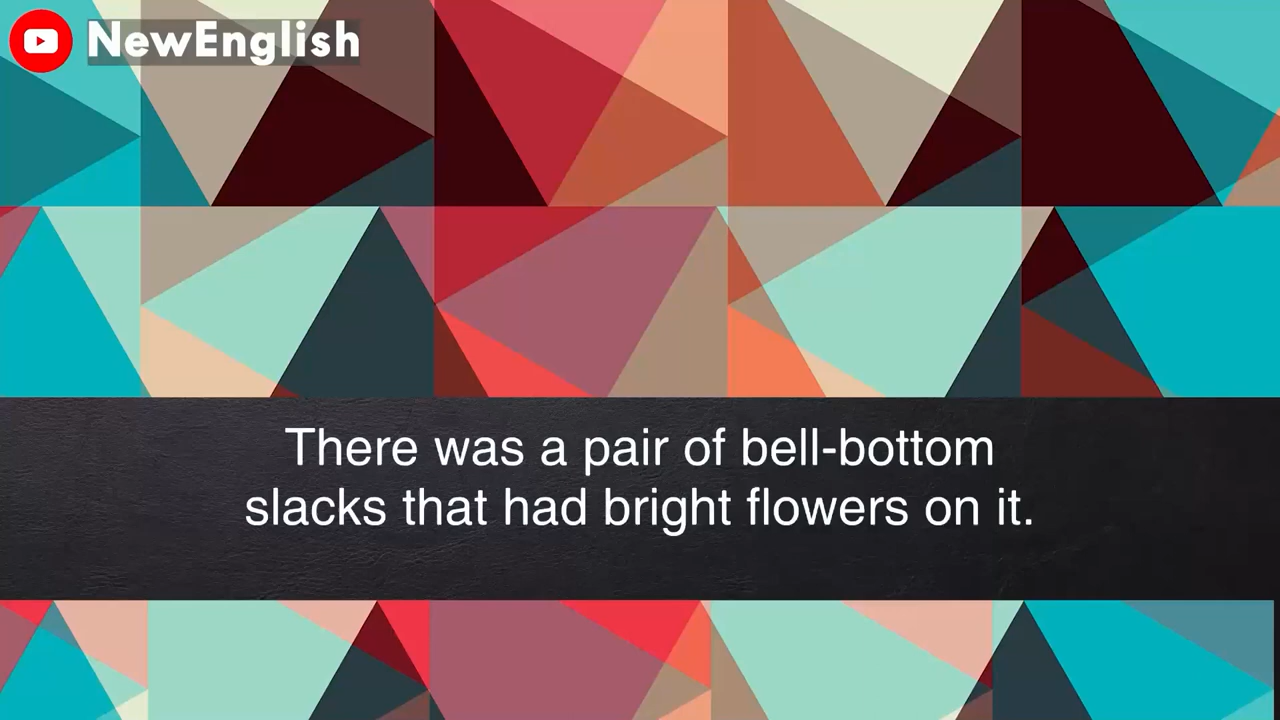 NewEnglish
There was a pair of bell-bottom
slacks that had bright flowers on it.